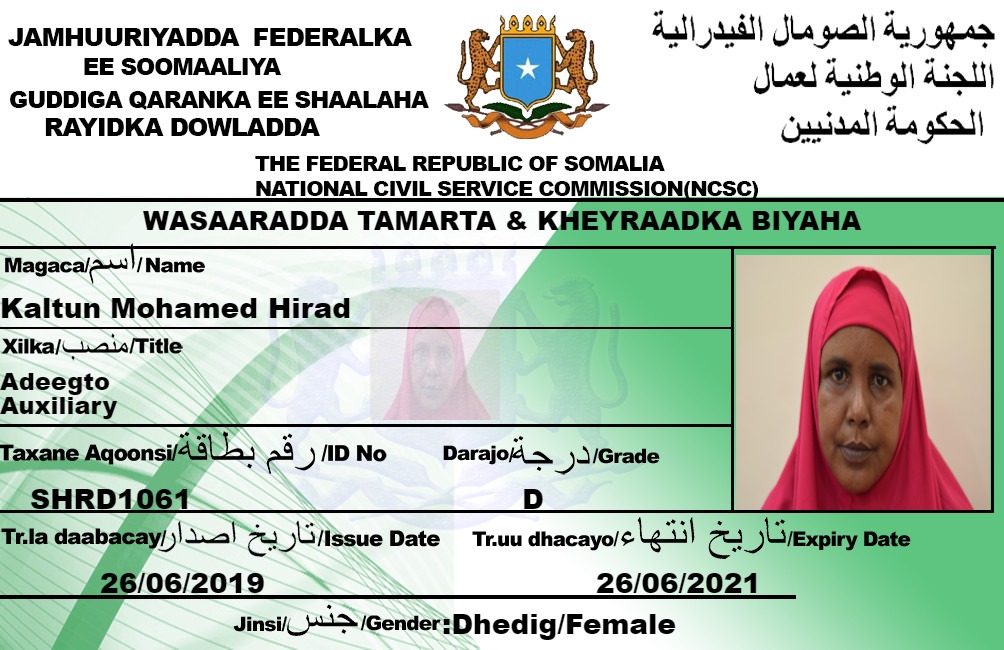 JAMHUURIYADDA FEDERALKA
EE SOOMAALIYA
GUDDIGA QARANKA EE SHAALAHA
RAYIDKA DOWLADDA
جمهورية الصومال الفيدرالية
اللجنة الوطنية لعمال
الحكومة المدنيين
THE FEDERAL REPUBLIC OF SOMALIA
NATIONAL CIVIL SERVICE COMMISSION(NCSC)
WASAARADDA TAMARTA & KHEYRAADKA BIYAHA
Magaca/اسم/Name
Kaltun Mohamed Hirad
Xilka/منصب/Title
Adeegto
Auxiliary
Taxane Aqoonsi/رقم بطاقة/ID No Darajo/درجة/Grade
SHRD1061 D
Tr.la daabacay/تاريخ اصدار/Issue Date Tr.uu dhacayo/تاريخ انتهاء/Expiry Date
26/06/2019 26/06/2021
Jinsi/جنس/Gender:Dhedig/Female